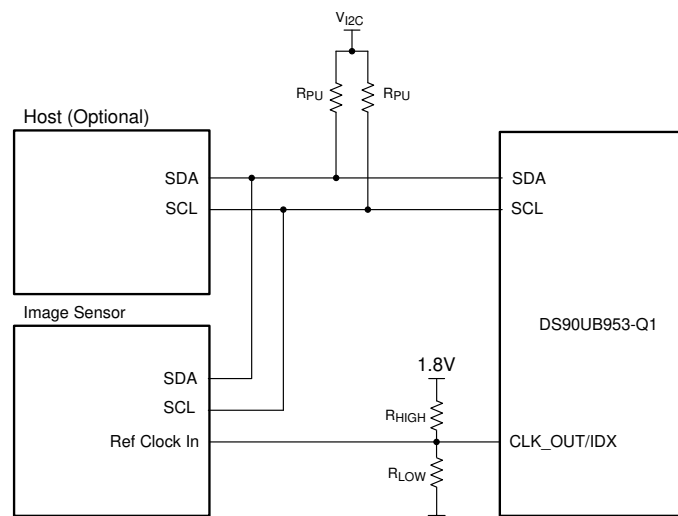 VI2C
RPU
RPU
Host (Optional)
SDA
SCL
SDA
SCL
Image Sensor
DS90UB953-Q1
SDA
SCL
1.8V
RHIGH
Ref Clock In
CLK_OUT/IDX
RLOW